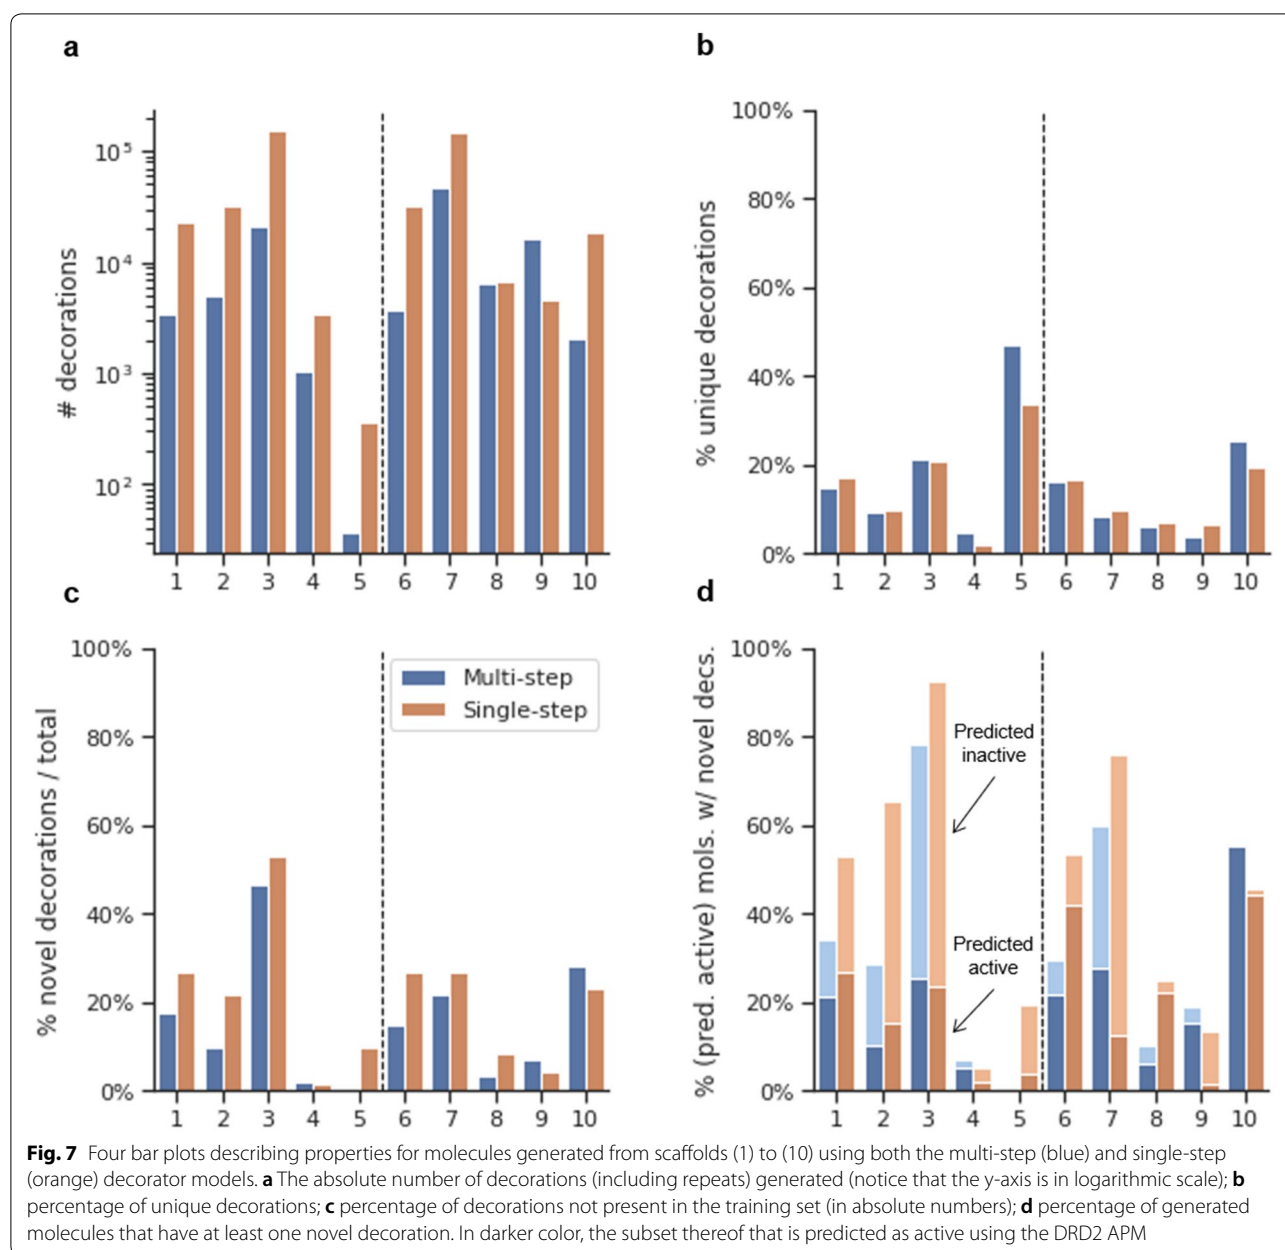 a
# decorations
10⁵
10⁴
10³
10²
1 2 3 4 5 6 7 8 9 10
b
% unique decorations
100%
80%
60%
40%
20%
0%
1 2 3 4 5 6 7 8 9 10
c
% novel decorations / total
100%
80%
60%
40%
20%
0%
Multi-step
Single-step
1 2 3 4 5 6 7 8 9 10
d
% (pred. active) mols. w/ novel decs.
100%
80%
60%
40%
20%
0%
Predicted
inactive
Predicted
active
1 2 3 4 5 6 7 8 9 10
Fig. 7 Four bar plots describing properties for molecules generated from scaffolds (1) to (10) using both the multi-step (blue) and single-step
(orange) decorator models. a The absolute number of decorations (including repeats) generated (notice that the y-axis is in logarithmic scale); b
percentage of unique decorations; c percentage of decorations not present in the training set (in absolute numbers); d percentage of generated
molecules that have at least one novel decoration. In darker color, the subset thereof that is predicted as active using the DRD2 APM